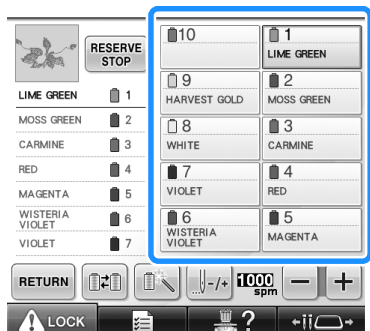 RESERVE
STOP
LIME GREEN 1
MOSS GREEN 2
CARMINE 3
RED 4
MAGENTA 5
WISTERIA
VIOLET 6
VIOLET 7
10
1
LIME GREEN
9
HARVEST GOLD
2
MOSS GREEN
8
WHITE
3
CARMINE
7
VIOLET
4
RED
6
WISTERIA
VIOLET
5
MAGENTA
RETURN
-/+
1000
spm
- +
LOCK
?